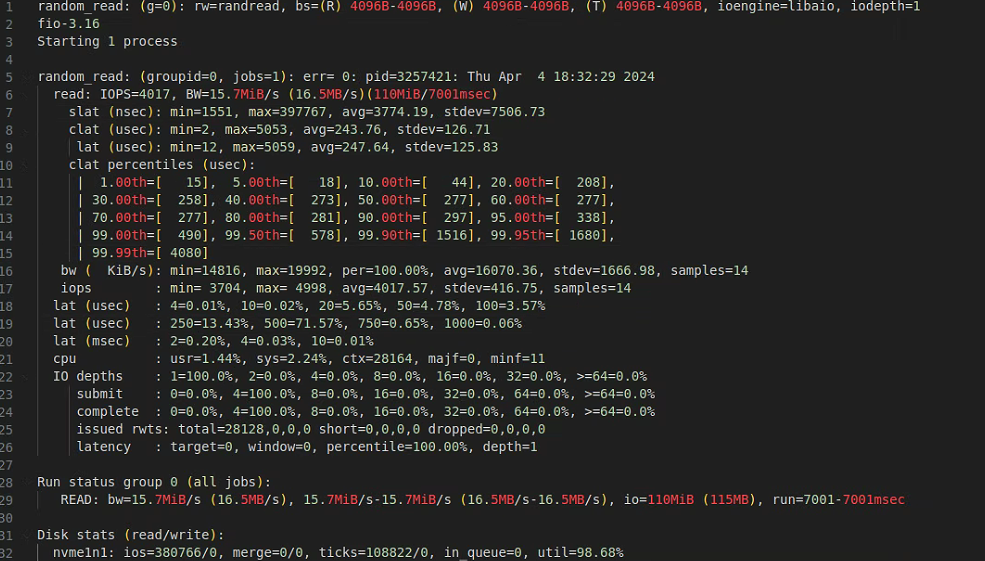 1 random_read: (g=0): rw=randread, bs=(R) 4096B-4096B, (W) 4096B-4096B, (T) 4096B-4096B, ioengine=libaio, iodepth=1
2 fio-3.16
3 Starting 1 process
4
5 random_read: (groupid=0, jobs=1): err= 0: pid=3257421: Thu Apr  4 18:32:29 2024
6   read: IOPS=4017, BW=15.7MiB/s (16.5MB/s)(110MiB/7001msec)
7     slat (nsec): min=1551, max=397767, avg=3774.19, stdev=7506.73
8     clat (usec): min=2, max=5053, avg=243.76, stdev=126.71
9      lat (usec): min=12, max=5059, avg=247.64, stdev=125.83
10     clat percentiles (usec):
11      |  1.00th=[   15],  5.00th=[   18], 10.00th=[   44], 20.00th=[  208],
12      | 30.00th=[  258], 40.00th=[  273], 50.00th=[  277], 60.00th=[  277],
13      | 70.00th=[  277], 80.00th=[  281], 90.00th=[  297], 95.00th=[  338],
14      | 99.00th=[  490], 99.50th=[  578], 99.90th=[ 1516], 99.95th=[ 1680],
15      | 99.99th=[ 4080]
16    bw (  KiB/s): min=14816, max=19992, per=100.00%, avg=16070.36, stdev=1666.98, samples=14
17    iops        : min= 3704, max= 4998, avg=4017.57, stdev=416.75, samples=14
18   lat (usec)   : 4=0.01%, 10=0.02%, 20=5.65%, 50=4.78%, 100=3.57%
19   lat (usec)   : 250=13.43%, 500=71.57%, 750=0.65%, 1000=0.06%
20   lat (msec)   : 2=0.20%, 4=0.03%, 10=0.01%
21   cpu          : usr=1.44%, sys=2.24%, ctx=28164, majf=0, minf=11
22   IO depths    : 1=100.0%, 2=0.0%, 4=0.0%, 8=0.0%, 16=0.0%, 32=0.0%, >=64=0.0%
23      submit    : 0=0.0%, 4=100.0%, 8=0.0%, 16=0.0%, 32=0.0%, 64=0.0%, >=64=0.0%
24      complete  : 0=0.0%, 4=100.0%, 8=0.0%, 16=0.0%, 32=0.0%, 64=0.0%, >=64=0.0%
25      issued rwts: total=28128,0,0,0 short=0,0,0,0 dropped=0,0,0,0
26      latency   : target=0, window=0, percentile=100.00%, depth=1
27
28 Run status group 0 (all jobs):
29    READ: bw=15.7MiB/s (16.5MB/s), 15.7MiB/s-15.7MiB/s (16.5MB/s-16.5MB/s), io=110MiB (115MB), run=7001-7001msec
30
31 Disk stats (read/write):
32   nvme1n1: ios=380766/0, merge=0/0, ticks=108822/0, in_queue=0, util=98.68%